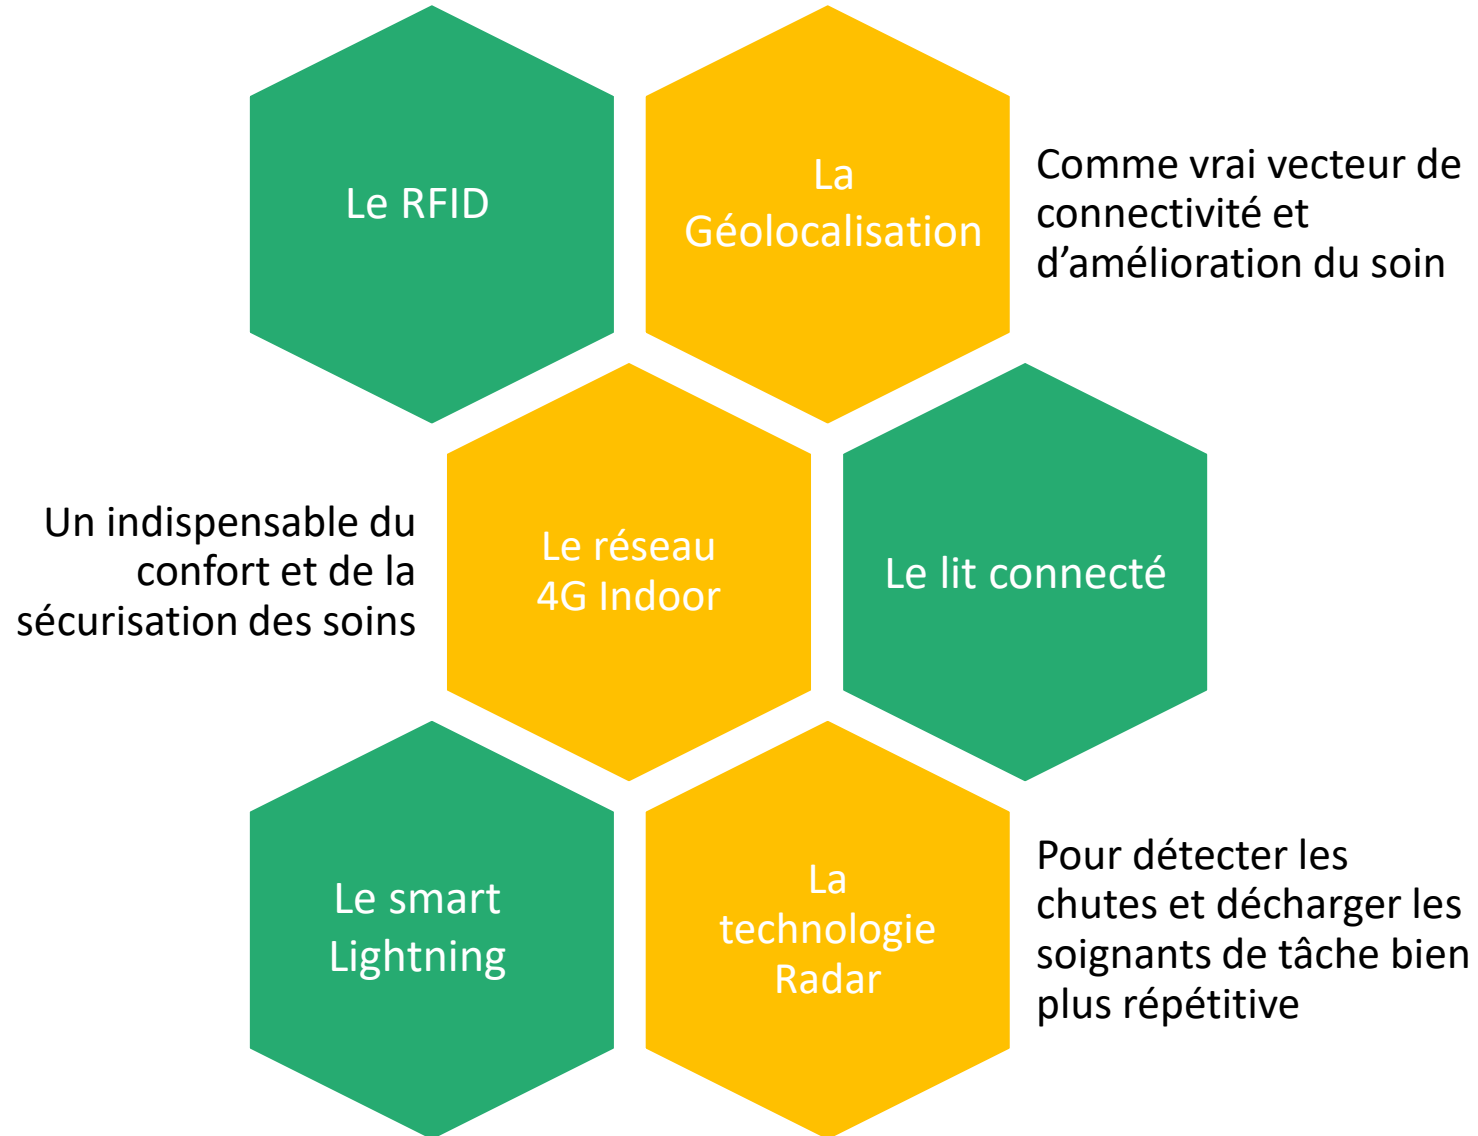 Le RFID
La
Géolocalisation
Comme vrai vecteur de
connectivité et
d’amélioration du soin
Un indispensable du
confort et de la
sécurisation des soins
Le réseau
4G Indoor
Le lit connecté
Le smart
Lightning
La
technologie
Radar
Pour détecter les
chutes et décharger les
soignants de tâche bien
plus répétitive